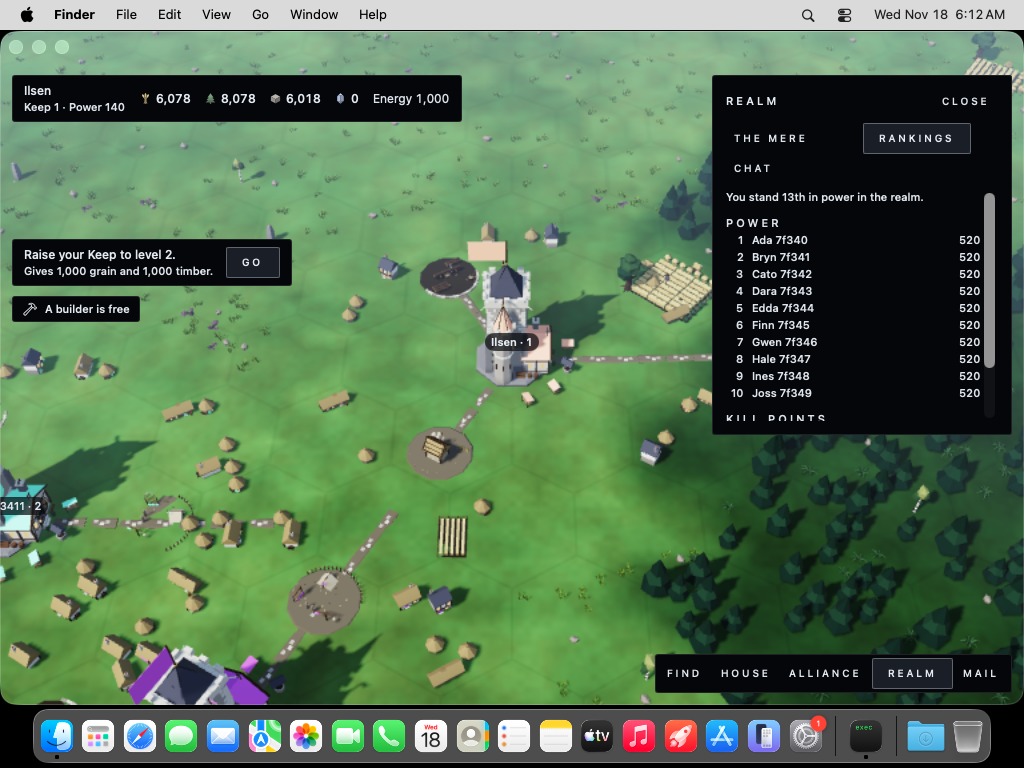 Finder File Edit View Go Window Help Wed Nov 18 6:12 AM
Ilsen
Keep 1 · Power 140
6,078 8,078 6,018 0 Energy 1,000
REALM CLOSE
THE MERE RANKINGS
CHAT
You stand 13th in power in the realm.
POWER
1 Ada 7f340 520
2 Bryn 7f341 520
3 Cato 7f342 520
4 Dara 7f343 520
5 Edda 7f344 520
6 Finn 7f345 520
7 Gwen 7f346 520
8 Hale 7f347 520
9 Ines 7f348 520
10 Joss 7f349 520
KILL POINTS
Raise your Keep to level 2.
Gives 1,000 grain and 1,000 timber.
GO
A builder is free
Ilsen · 1
3411 · 2
FIND HOUSE ALLIANCE REALM MAIL
Wed
18
tv
1
exec